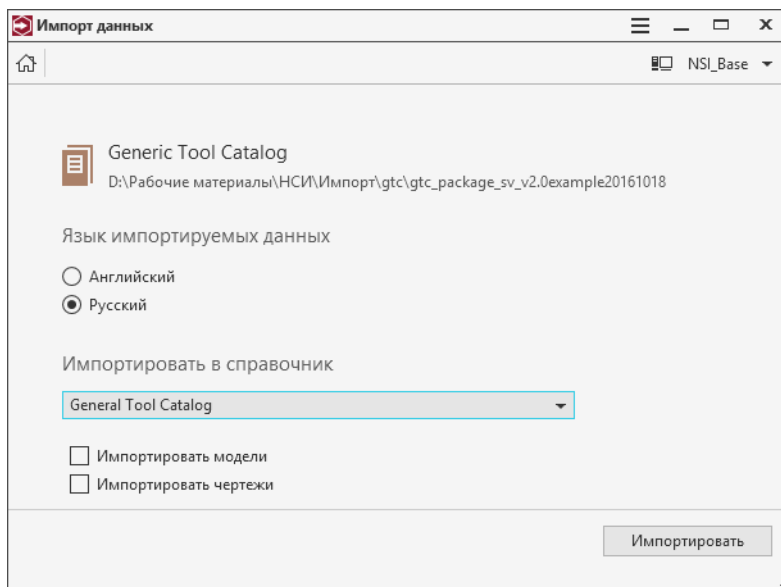 Импорт данных
NSI_Base
Generic Tool Catalog
D:\Рабочие материалы\НСИ\Импорт\gtc\gtc_package_sv_v2.0example20161018
Язык импортируемых данных
Английский
Русский
Импортировать в справочник
General Tool Catalog
Импортировать модели
Импортировать чертежи
Импортировать